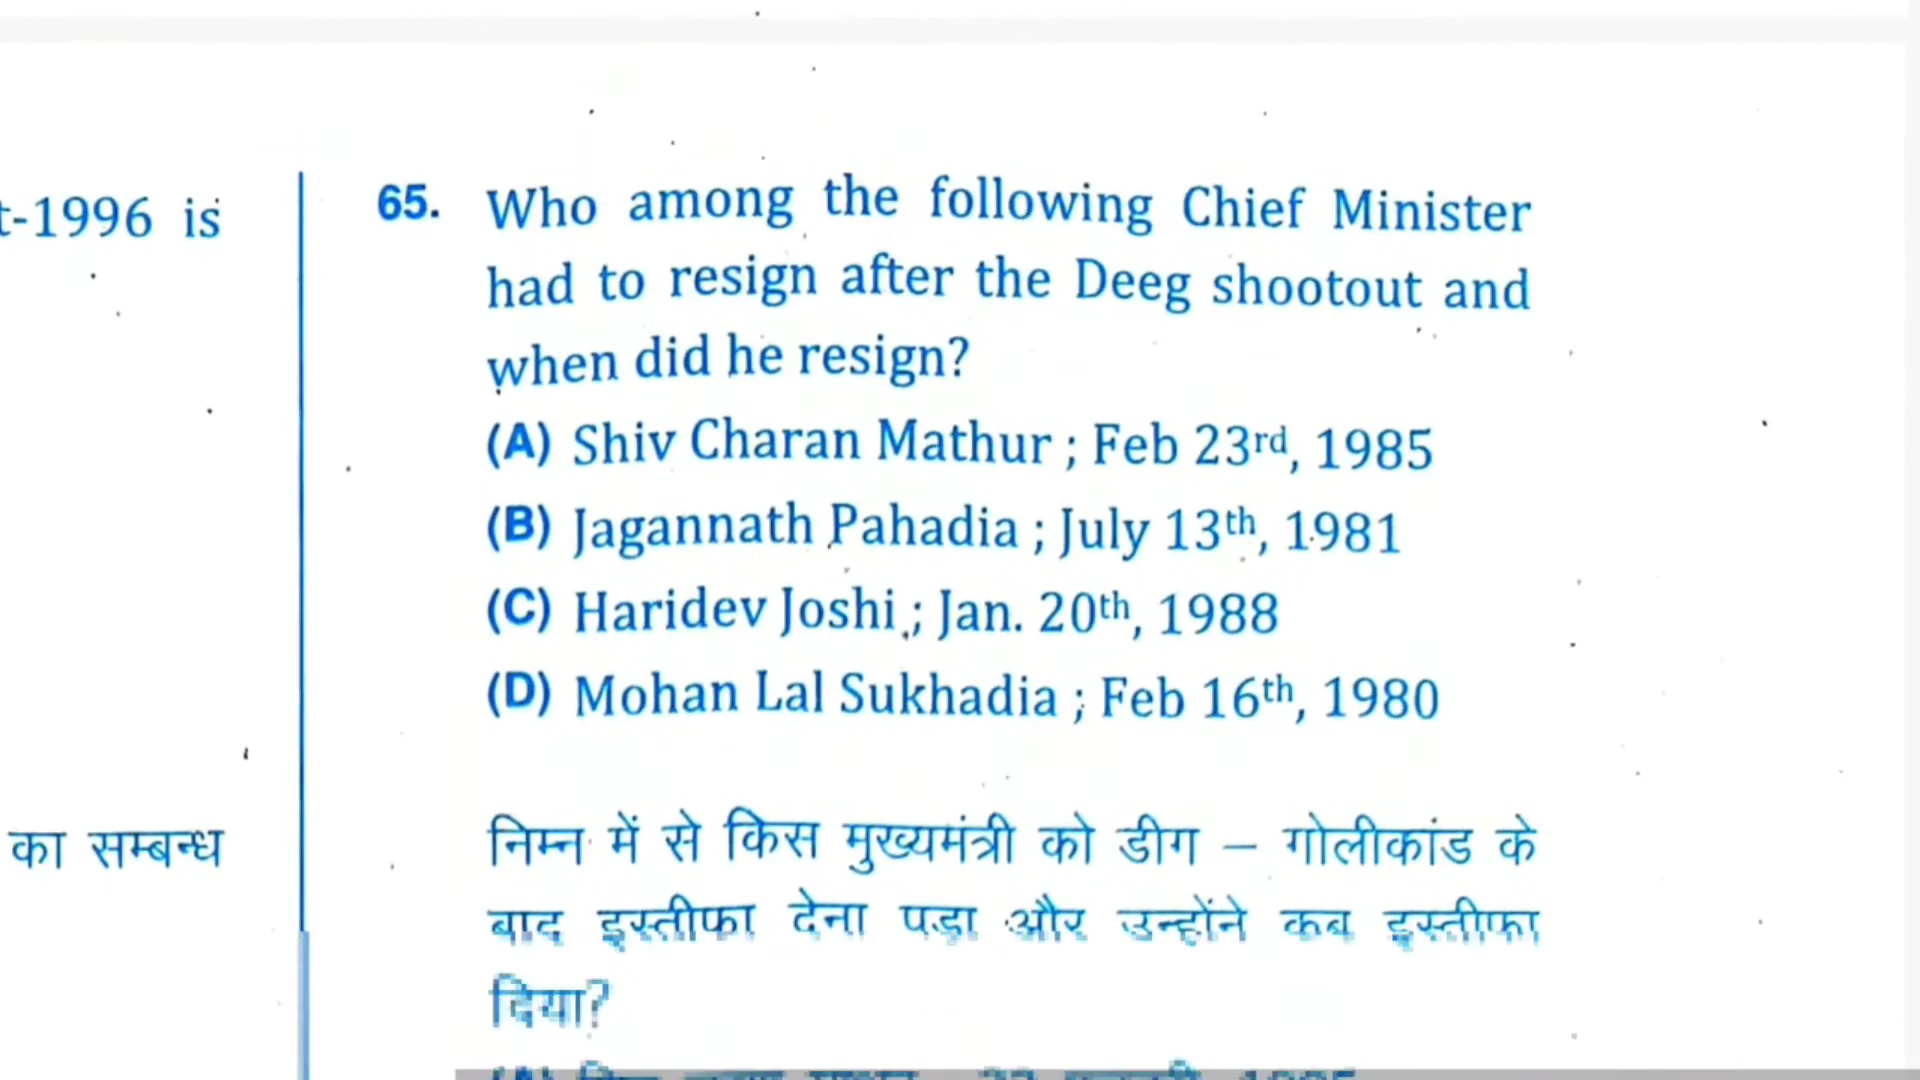 t-1996 is
65. Who among the following Chief Minister
had to resign after the Deeg shootout and
when did he resign?
(A) Shiv Charan Mathur ; Feb 23rd, 1985
(B) Jagannath Pahadia ; July 13th, 1981
(C) Haridev Joshi ; Jan. 20th, 1988
(D) Mohan Lal Sukhadia ; Feb 16th, 1980
का सम्बन्ध
निम्न में से किस मुख्यमंत्री को डीग – गोलीकांड के
बाद इस्तीफा देना पड़ा और उन्होंने कब इस्तीफा
दिया?